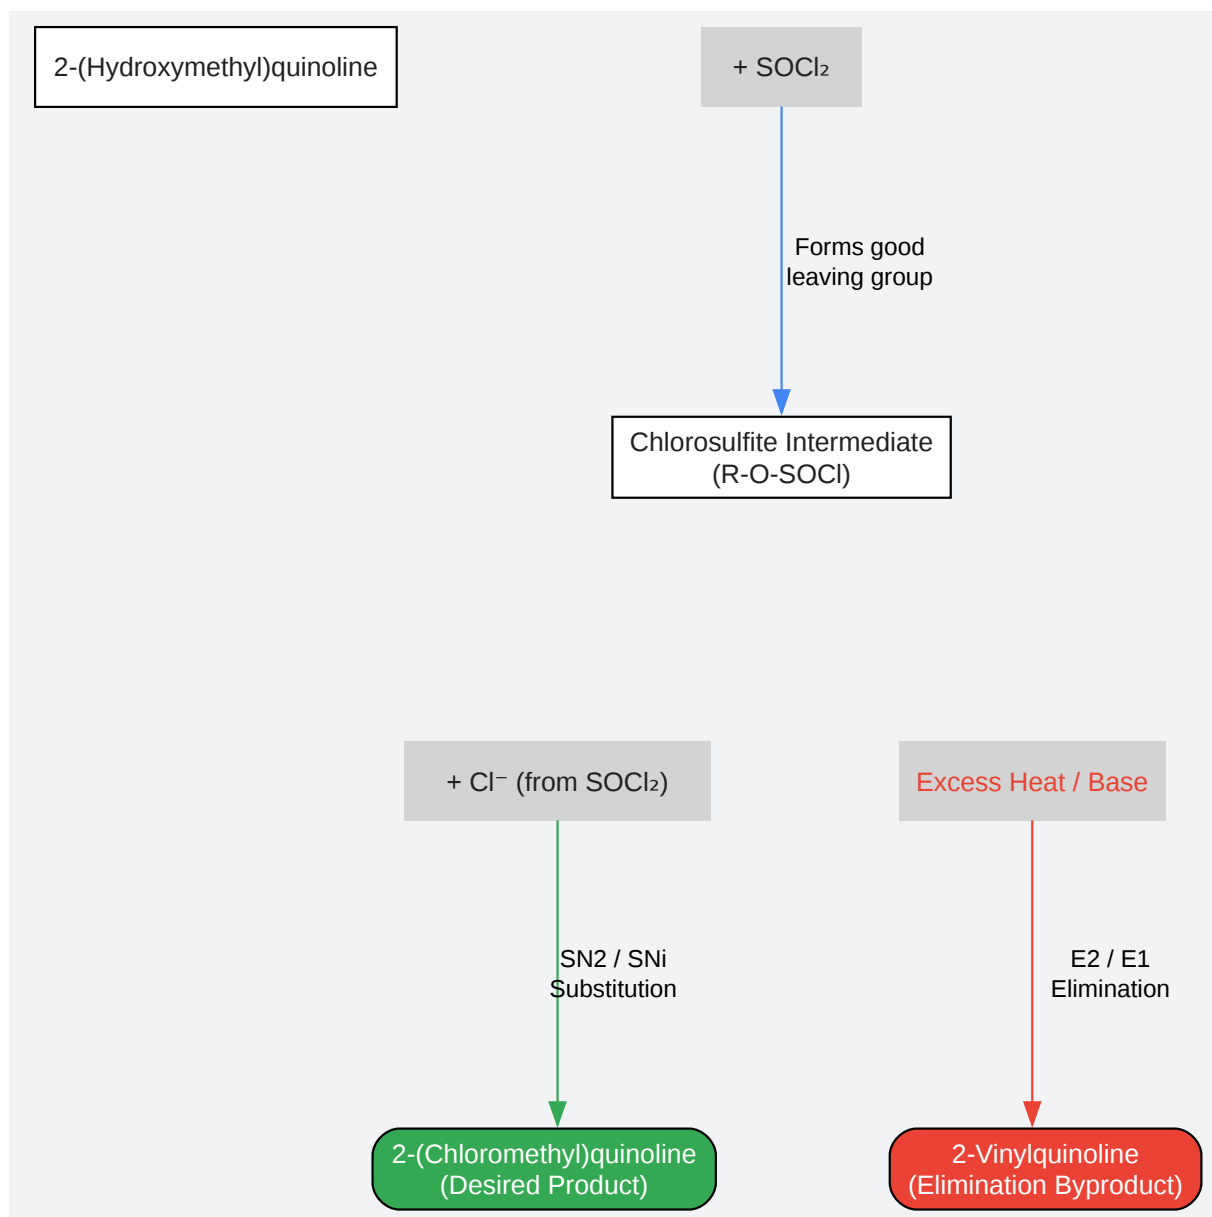 2-(Hydroxymethyl)quinoline
+ SOCl₂
Forms good
leaving group
Chlorosulfite Intermediate
(R-O-SOCl)
+ Cl⁻ (from SOCl₂)
Excess Heat / Base
SN2 / SNi
Substitution
E2 / E1
Elimination
2-(Chloromethyl)quinoline
(Desired Product)
2-Vinylquinoline
(Elimination Byproduct)